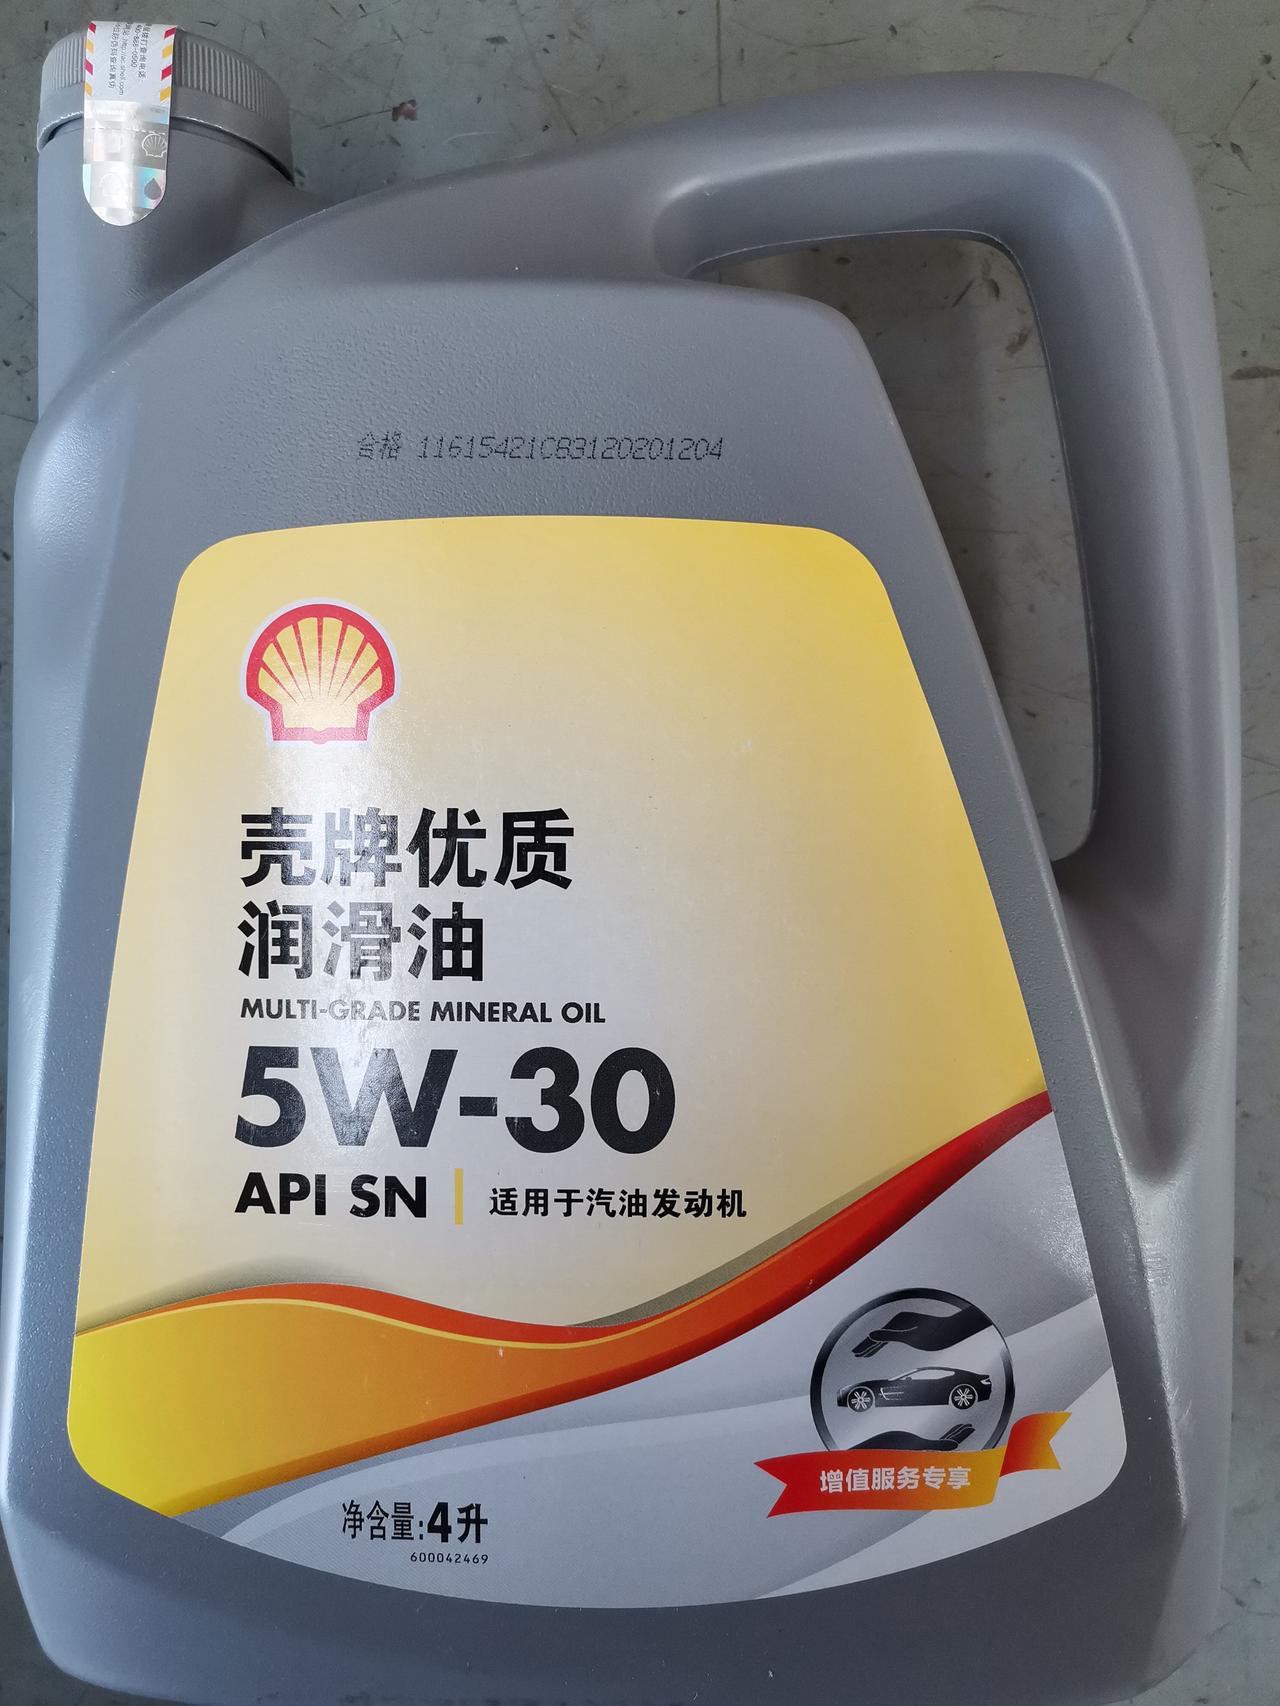 合格 11615421CB3120201204
壳牌优质
润滑油
MULTI-GRADE MINERAL OIL
5W-30
API SN
适用于汽油发动机
增值服务专享
净含量:4升
600042469